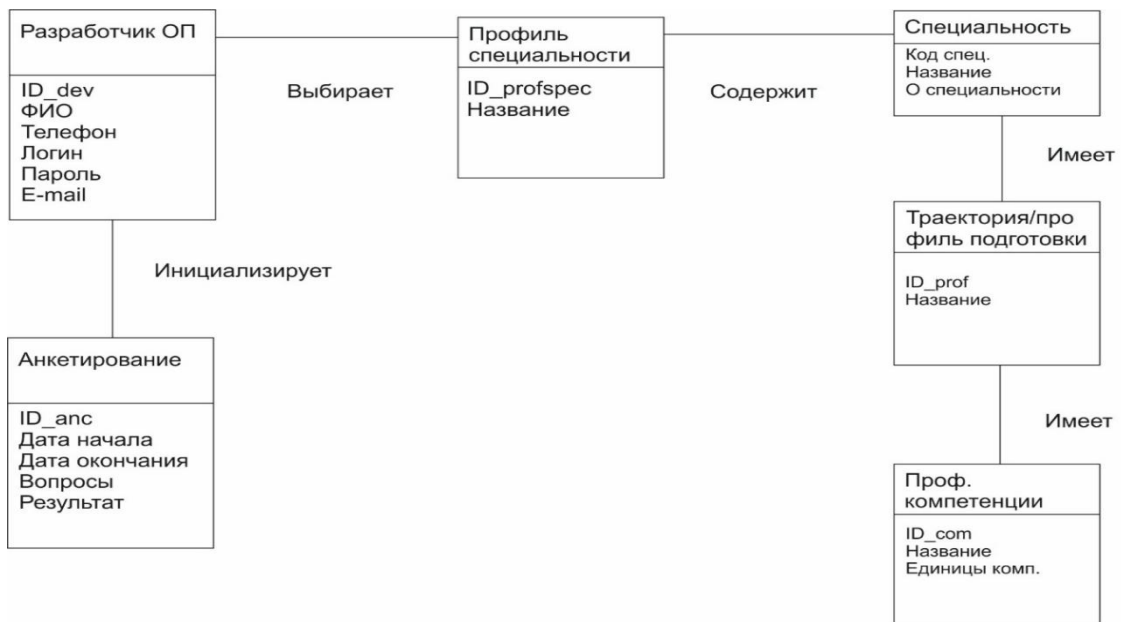 Разработчик ОП
ID_dev
ФИО
Телефон
Логин
Пароль
E-mail
Выбирает
Профиль
специальности
ID_profspec
Название
Содержит
Специальность
Код спец.
Название
О специальности
Имеет
Траектория/про
филь подготовки
ID_prof
Название
Имеет
Проф.
компетенции
ID_com
Название
Единицы комп.
Инициализирует
Анкетирование
ID_anc
Дата начала
Дата окончания
Вопросы
Результат